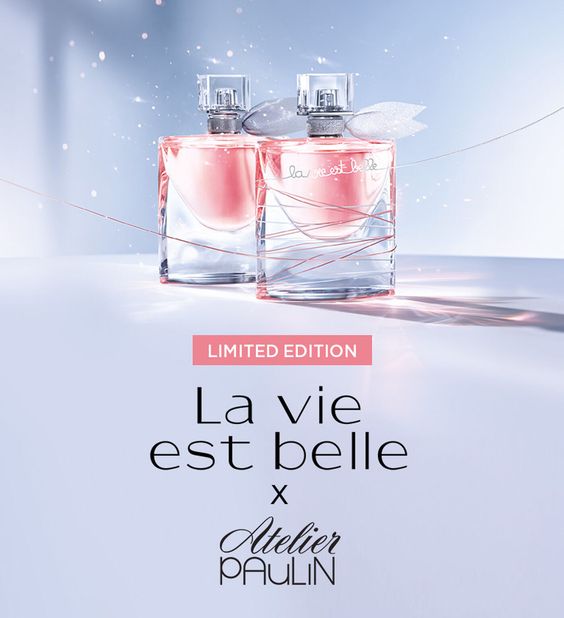 la vie est belle
LIMITED EDITION
La vie
est belle
x
Atelier
PAULIN